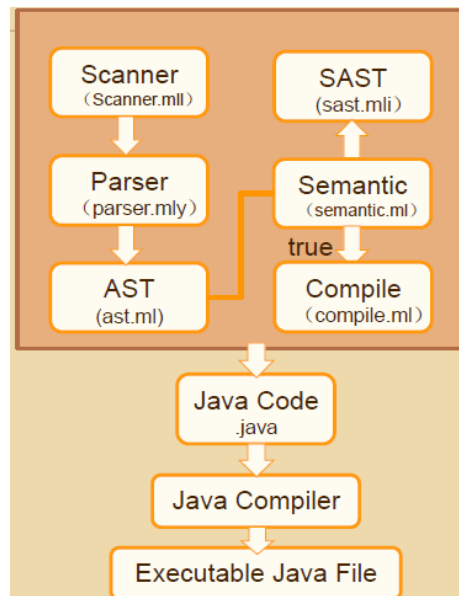 Scanner
（Scanner.mll）
Parser
（parser.mly）
AST
(ast.ml)
SAST
(sast.mli)
Semantic
（semantic.ml)
true
Compile
（compile.ml）
Java Code
.java
Java Compiler
Executable Java File